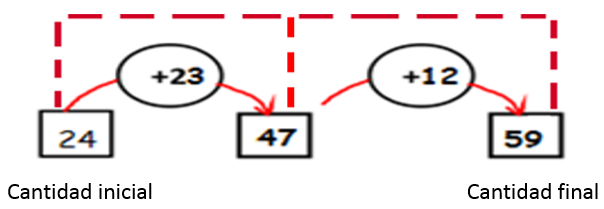 +23 +12
24 47 59
Cantidad inicial Cantidad final